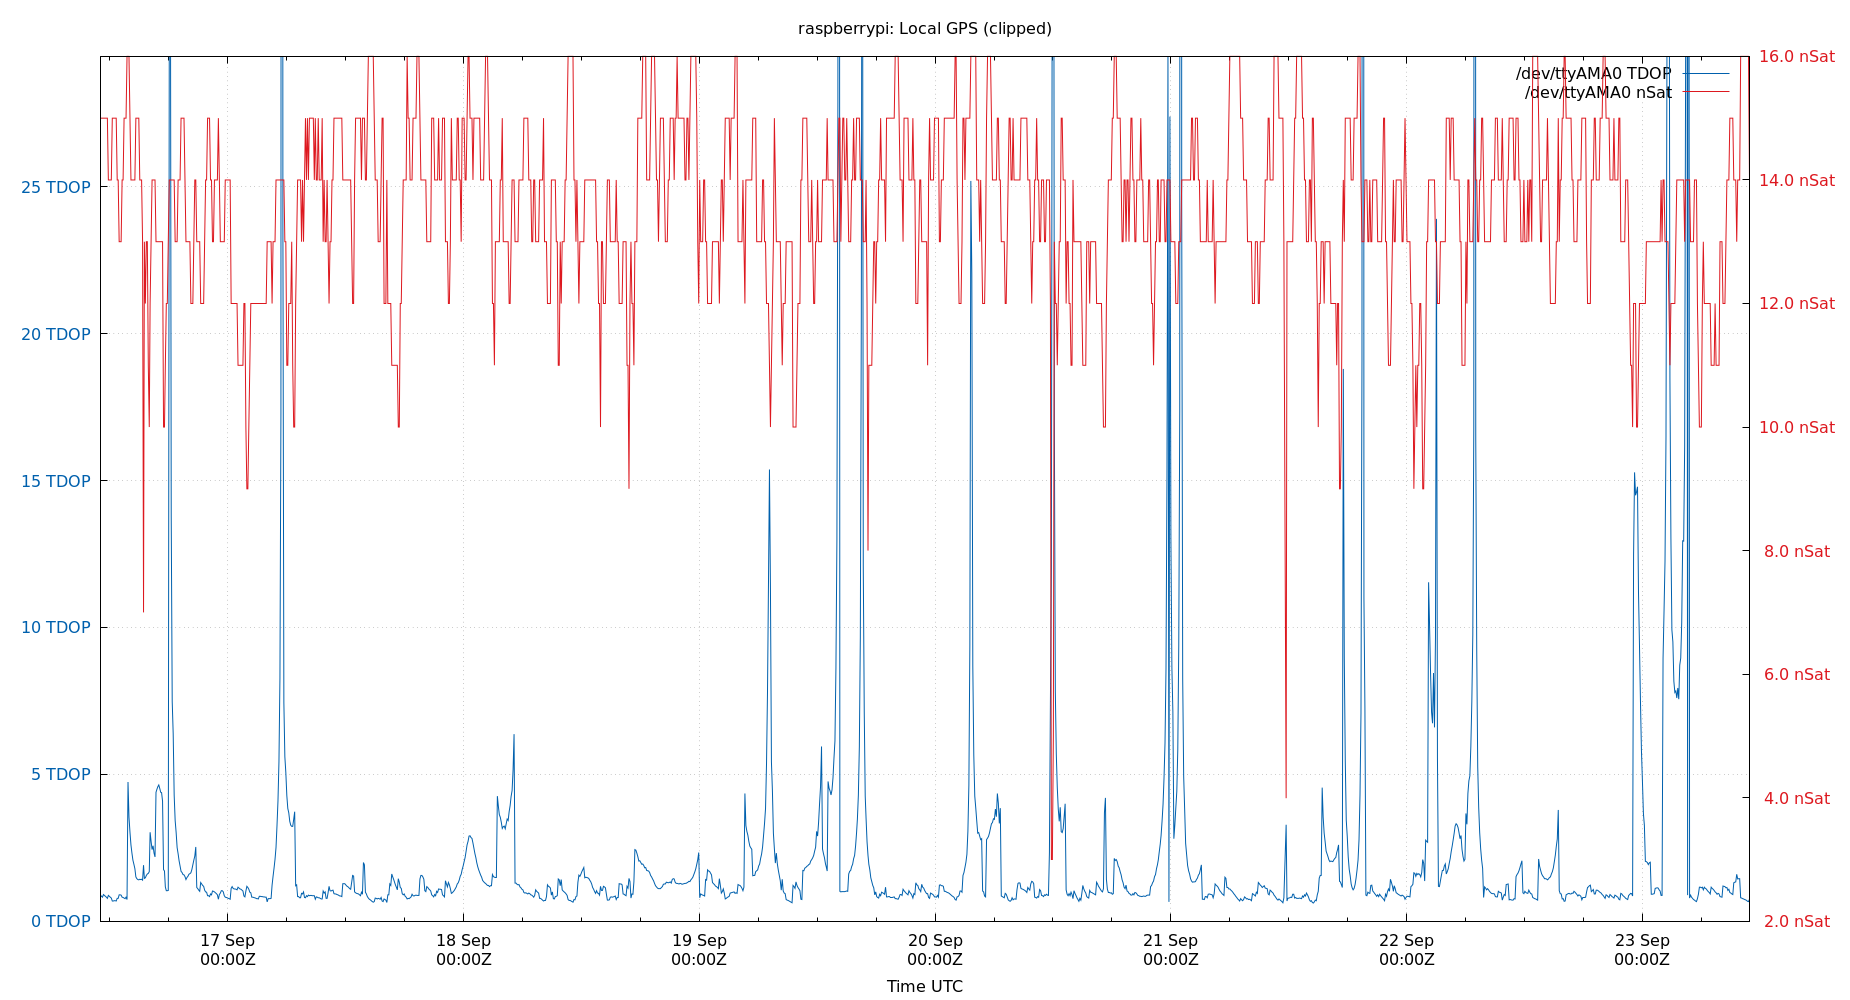 raspberrypi: Local GPS (clipped)
16.0 nSat
/dev/ttyAMA0 TDOP
/dev/ttyAMA0 nSat
25 TDOP
14.0 nSat
20 TDOP
12.0 nSat
15 TDOP
10.0 nSat
8.0 nSat
10 TDOP
6.0 nSat
5 TDOP
4.0 nSat
0 TDOP
2.0 nSat
17 Sep
00:00Z
18 Sep
00:00Z
19 Sep
00:00Z
20 Sep
00:00Z
21 Sep
00:00Z
22 Sep
00:00Z
23 Sep
00:00Z
Time UTC